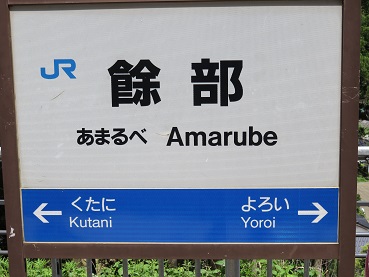 JR 餘部
あまるべ Amarube
← くたに よろい →
Kutani Yoroi